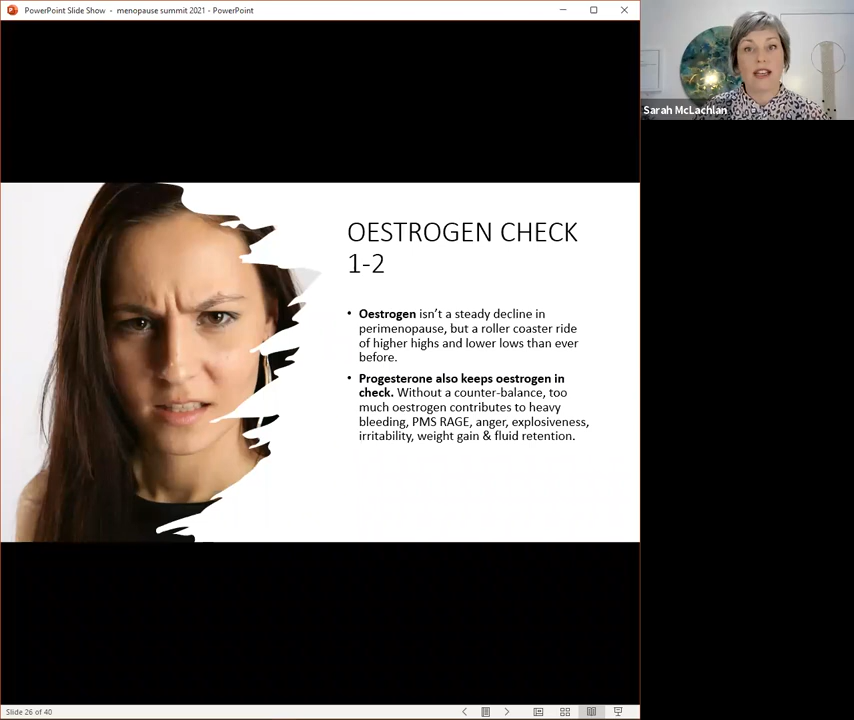 PowerPoint Slide Show - menopause summit 2021 - PowerPoint
Sarah McLachlan
OESTROGEN CHECK
1-2
• Oestrogen isn't a steady decline in
perimenopause, but a roller coaster ride
of higher highs and lower lows than ever
before.
• Progesterone also keeps oestrogen in
check. Without a counter-balance, too
much oestrogen contributes to heavy
bleeding, PMS RAGE, anger, explosiveness,
irritability, weight gain & fluid retention.
Slide 26 of 40